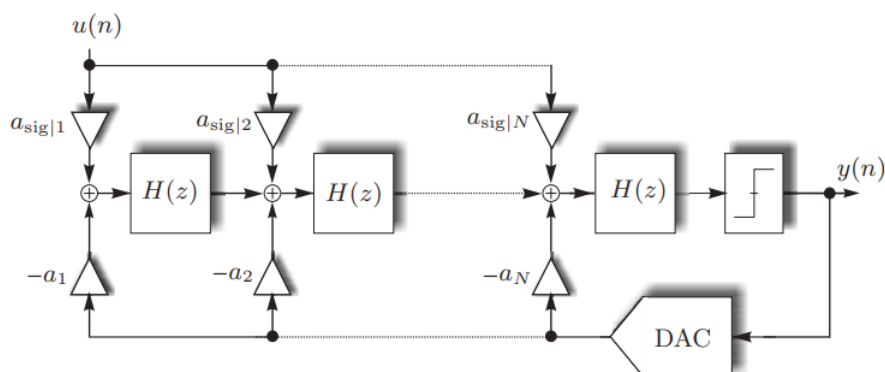 u(n)
a_sig|1
a_sig|2
a_sig|N
H(z)
H(z)
H(z)
y(n)
−a_1
−a_2
−a_N
DAC